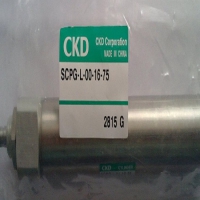 CKD
CKD Corporation
MADE IN CHINA
SCPG-L-00-16-75
2815 G